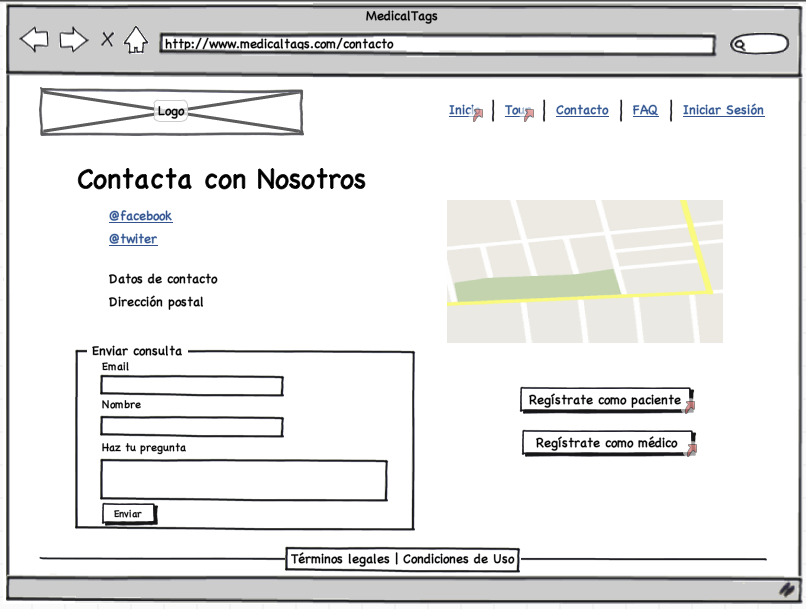 MedicalTags
http://www.medicaltags.com/contacto
Logo
Inicio | Tour | Contacto | FAQ | Iniciar Sesión
Contacta con Nosotros
@facebook
@twiter
Datos de contacto
Dirección postal
Enviar consulta
Email
Nombre
Haz tu pregunta
Enviar
Regístrate como paciente
Regístrate como médico
Términos legales | Condiciones de Uso